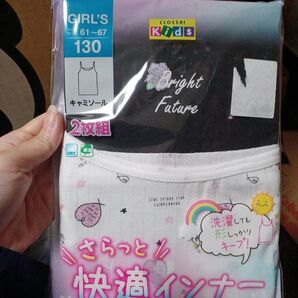 GIRL'S
61~67
130
CLOSSHI
Kids
キャミソール
Bright
Future
2枚組
洗濯しても
形しっかり
キープ!
さらっと
快適インナー